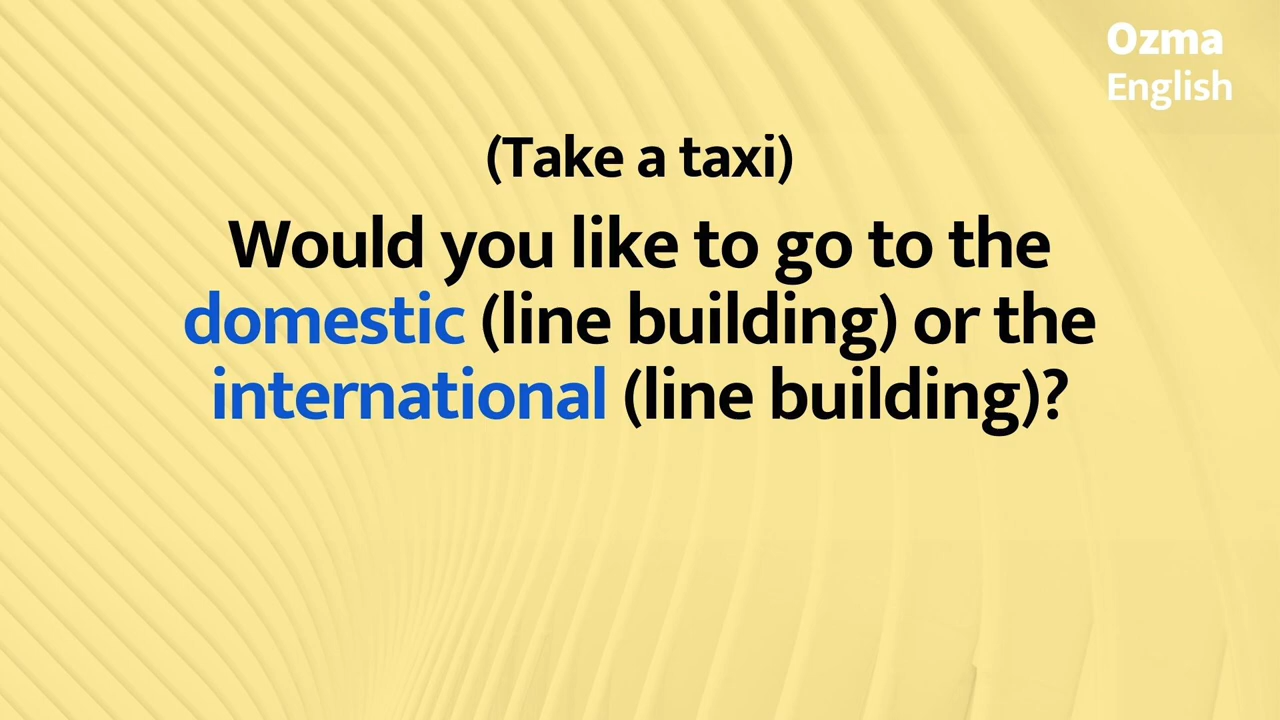 Ozma
English
(Take a taxi)
Would you like to go to the
domestic (line building) or the
international (line building)?